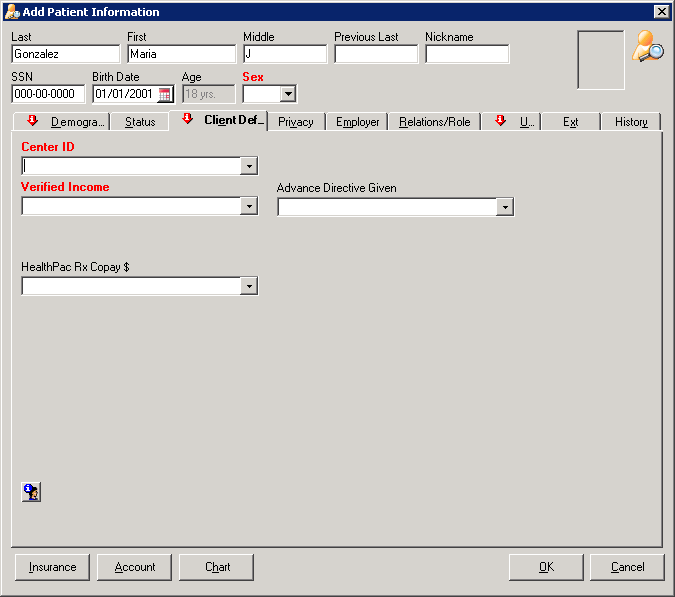 Add Patient Information
Last First Middle Previous Last Nickname
Gonzalez Maria J
SSN Birth Date Age Sex
000-00-0000 01/01/2001 18 yrs.
Demogra... Status Client Def... Privacy Employer Relations/Role U... Ext History
Center ID
Verified Income Advance Directive Given
HealthPac Rx Copay $
Insurance Account Chart OK Cancel